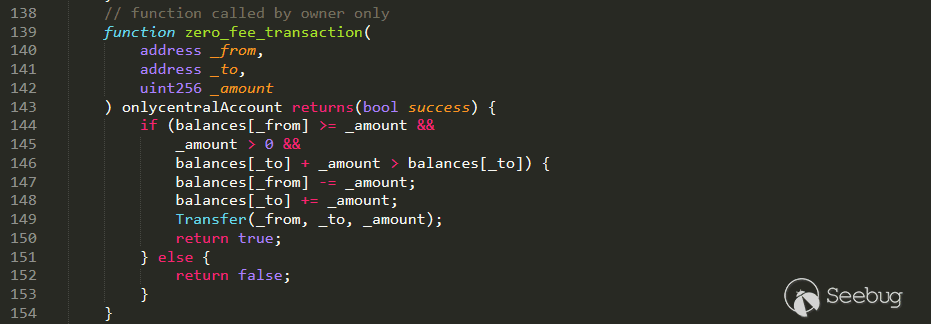 138 // function called by owner only
139 function zero_fee_transaction(
140 address _from,
141 address _to,
142 uint256 _amount
143 ) onlycentralAccount returns(bool success) {
144 if (balances[_from] >= _amount &&
145 _amount > 0 &&
146 balances[_to] + _amount > balances[_to]) {
147 balances[_from] -= _amount;
148 balances[_to] += _amount;
149 Transfer(_from, _to, _amount);
150 return true;
151 } else {
152 return false;
153 }
154 }
Seebug